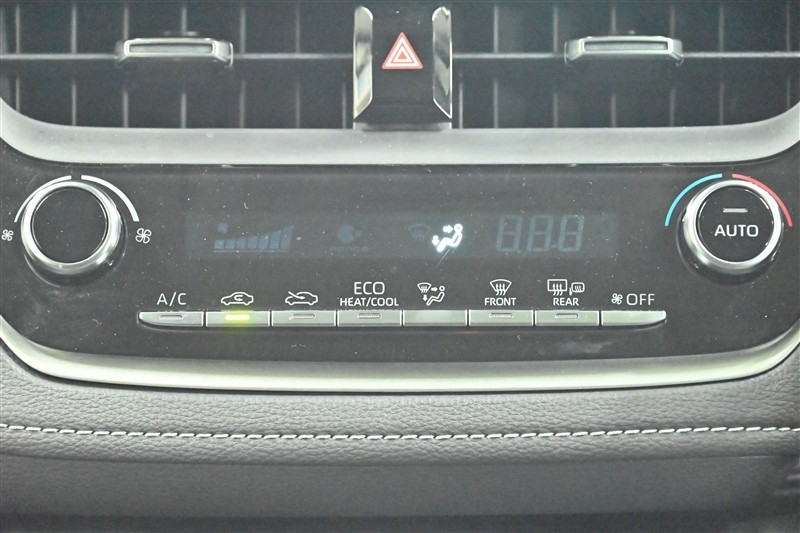 AUTO
A/C
ECO
HEAT/COOL
FRONT
REAR
OFF